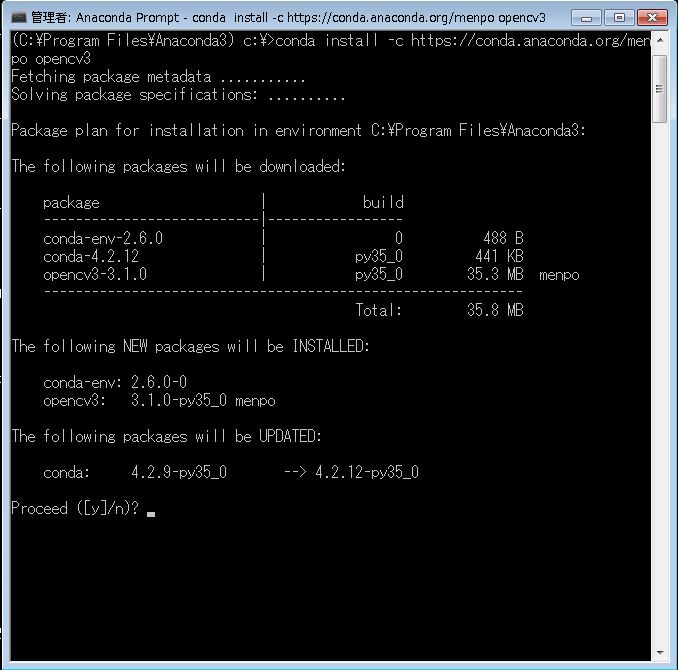 管理者: Anaconda Prompt - conda  install -c https://conda.anaconda.org/menpo opencv3
(C:¥Program Files¥Anaconda3) c:¥>conda install -c https://conda.anaconda.org/men
po opencv3
Fetching package metadata ...........
Solving package specifications: ..........
Package plan for installation in environment C:¥Program Files¥Anaconda3:
The following packages will be downloaded:
    package                    |            build
    ---------------------------|-----------------
    conda-env-2.6.0            |                0         488 B
    conda-4.2.12               |           py35_0         441 KB
    opencv3-3.1.0              |           py35_0        35.3 MB  menpo
    ------------------------------------------------------------
                                           Total:        35.8 MB
The following NEW packages will be INSTALLED:
    conda-env: 2.6.0-0
    opencv3:   3.1.0-py35_0 menpo
The following packages will be UPDATED:
    conda:     4.2.9-py35_0       --> 4.2.12-py35_0
Proceed ([y]/n)? _